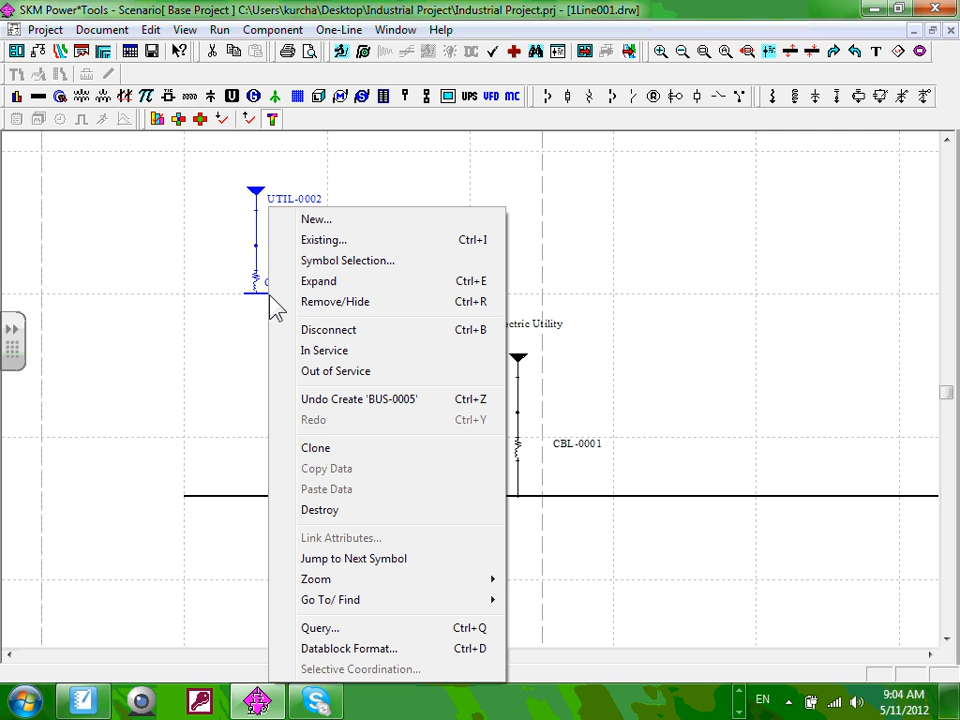 SKM Power*Tools - Scenario[ Base Project ] C:\Users\kurcha\Desktop\Industrial Project\Industrial Project.prj - [1Line001.drw]
Project Document Edit View Run Component One-Line Window Help
DC T
UPS VFD MC
UTIL-0002
New...
Existing... Ctrl+I
Symbol Selection...
Expand Ctrl+E
C
Remove/Hide Ctrl+R
ctric Utility
Disconnect Ctrl+B
In Service
Out of Service
Undo Create 'BUS-0005' Ctrl+Z
Redo Ctrl+Y
CBL-0001
Clone
Copy Data
Paste Data
Destroy
Link Attributes...
Jump to Next Symbol
Zoom
Go To/ Find
Query... Ctrl+Q
Datablock Format... Ctrl+D
Selective Coordination...
EN
9:04 AM
5/11/2012